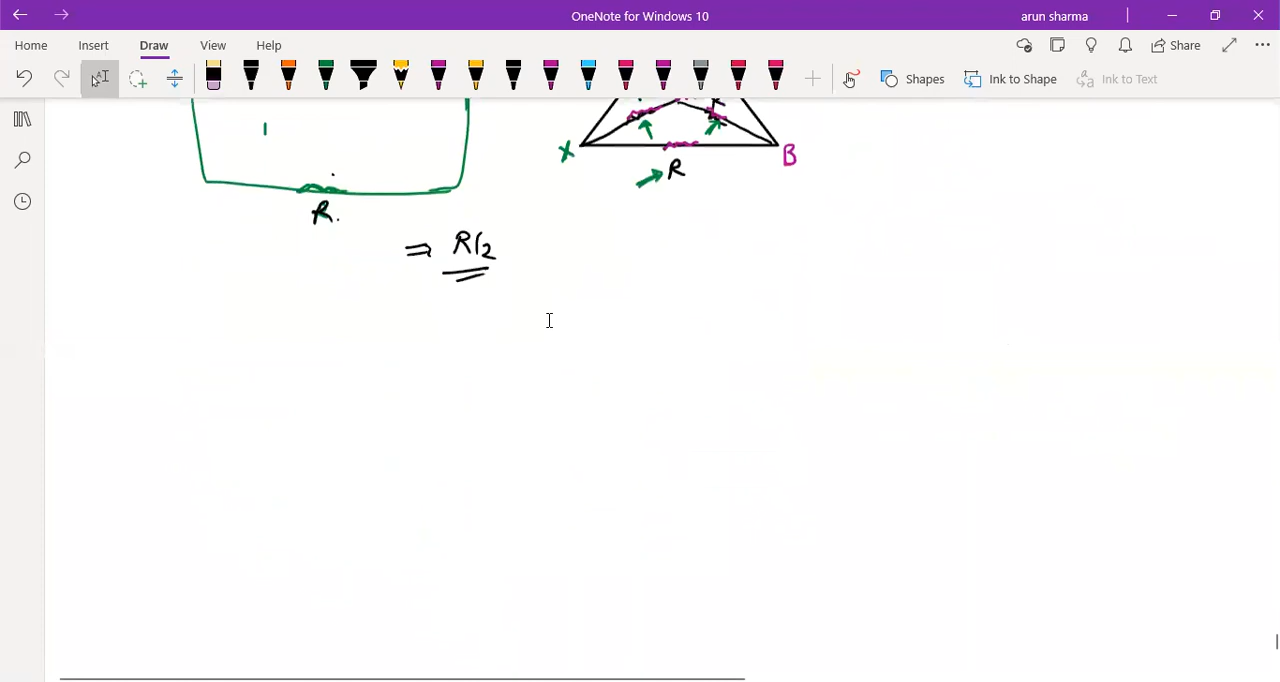 OneNote for Windows 10
arun sharma
Home Insert Draw View Help
Share
Shapes
Ink to Shape
Ink to Text
X
B
R
R.
⇒ R/2